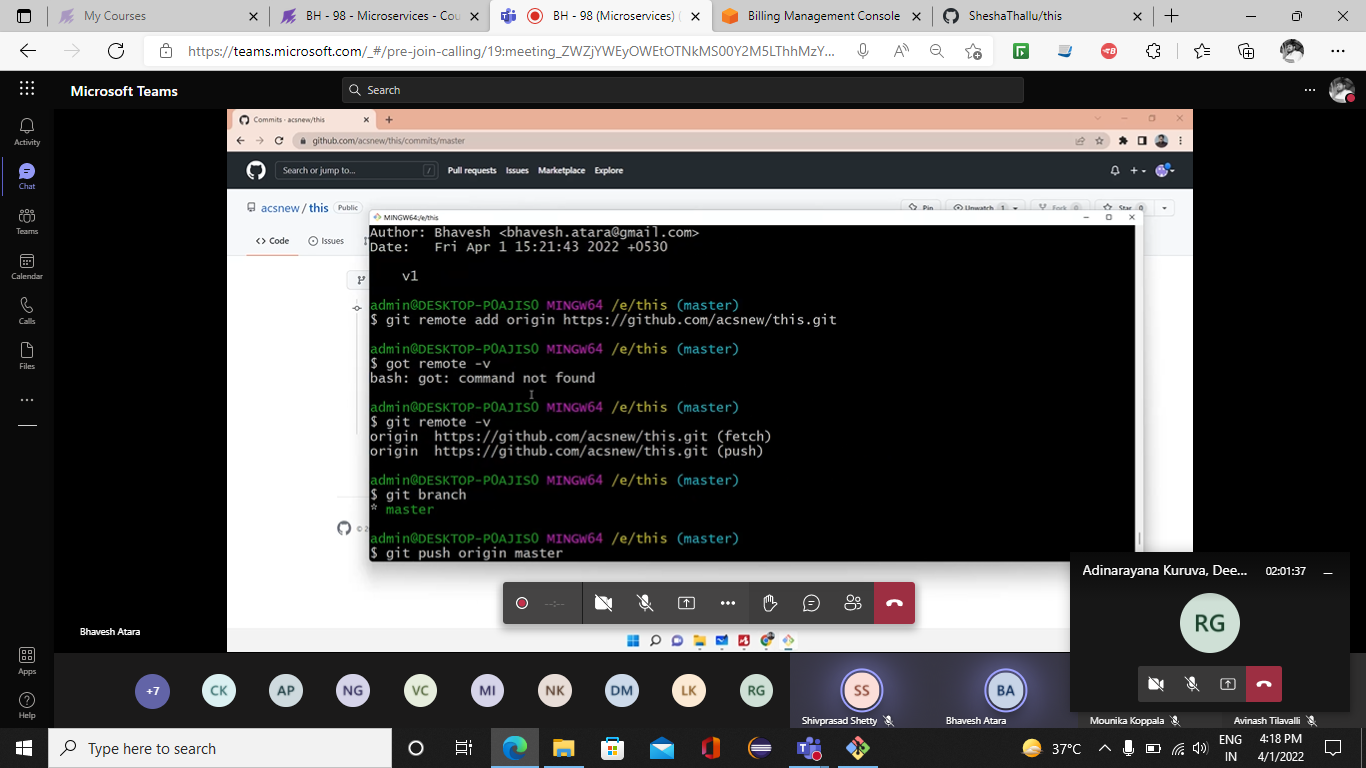 My Courses
BH - 98 - Microservices - Cou
BH - 98 (Microservices) (
Billing Management Console
SheshaThallu/this
https://teams.microsoft.com/_#/pre-join-calling/19:meeting_ZWZjYWEyOWEtOTNkMS00Y2M5LThhMzY...
Microsoft Teams
Search
Activity
Chat
Teams
Calendar
Calls
Files
Apps
Help
Commits · acsnew/this
github.com/acsnew/this/commits/master
Search or jump to...
/
Pull requests
Issues
Marketplace
Explore
acsnew / this
Public
Pin
Unwatch 1
Fork 0
Star 0
Code
Issues
MINGW64:/e/this
Author: Bhavesh <bhavesh.atara@gmail.com>
Date: Fri Apr 1 15:21:43 2022 +0530
v1
admin@DESKTOP-P0AJIS0 MINGW64 /e/this (master)
$ git remote add origin https://github.com/acsnew/this.git
admin@DESKTOP-P0AJIS0 MINGW64 /e/this (master)
$ got remote -v
bash: got: command not found
admin@DESKTOP-P0AJIS0 MINGW64 /e/this (master)
$ git remote -v
origin https://github.com/acsnew/this.git (fetch)
origin https://github.com/acsnew/this.git (push)
admin@DESKTOP-P0AJIS0 MINGW64 /e/this (master)
$ git branch
* master
admin@DESKTOP-P0AJIS0 MINGW64 /e/this (master)
$ git push origin master
--:--
Bhavesh Atara
Adinarayana Kuruva, Dee...
02:01:37
RG
+7
CK
AP
NG
VC
MI
NK
DM
LK
RG
SS
BA
Shivprasad Shetty
Bhavesh Atara
Mounika Koppala
Avinash Tilavalli
Type here to search
37°C
ENG
IN
4:18 PM
4/1/2022